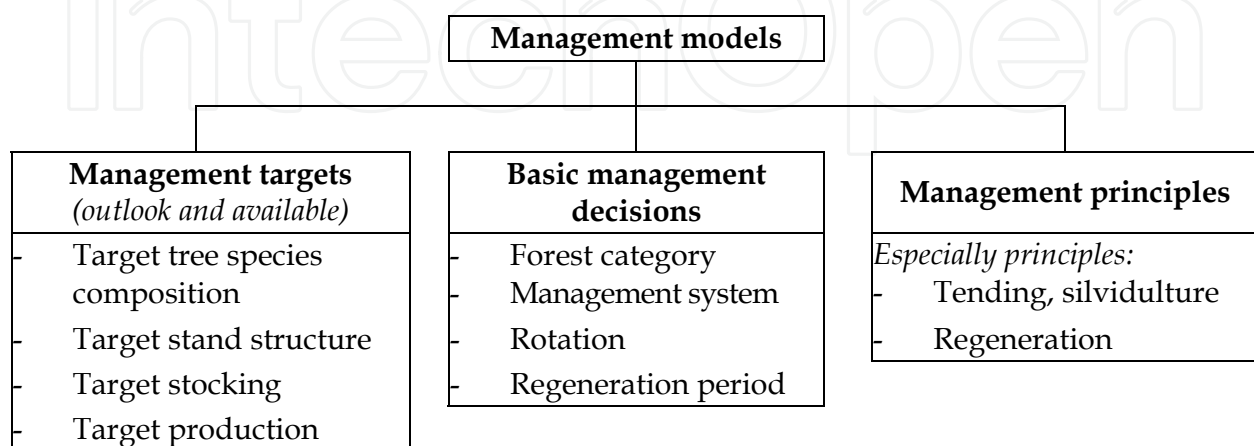 IntechOpen
Management models
Management targets
(outlook and available)
- Target tree species
composition
- Target stand structure
- Target stocking
- Target production
Basic management
decisions
- Forest category
- Management system
- Rotation
- Regeneration period
Management principles
Especially principles:
- Tending, silvidulture
- Regeneration